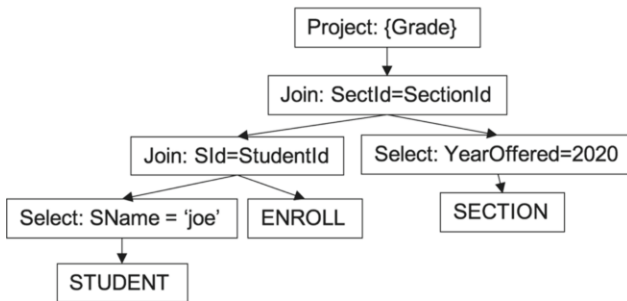 Project: {Grade}
Join: SectId=SectionId
Join: SId=StudentId
Select: YearOffered=2020
Select: SName = ‘joe’
ENROLL
SECTION
STUDENT